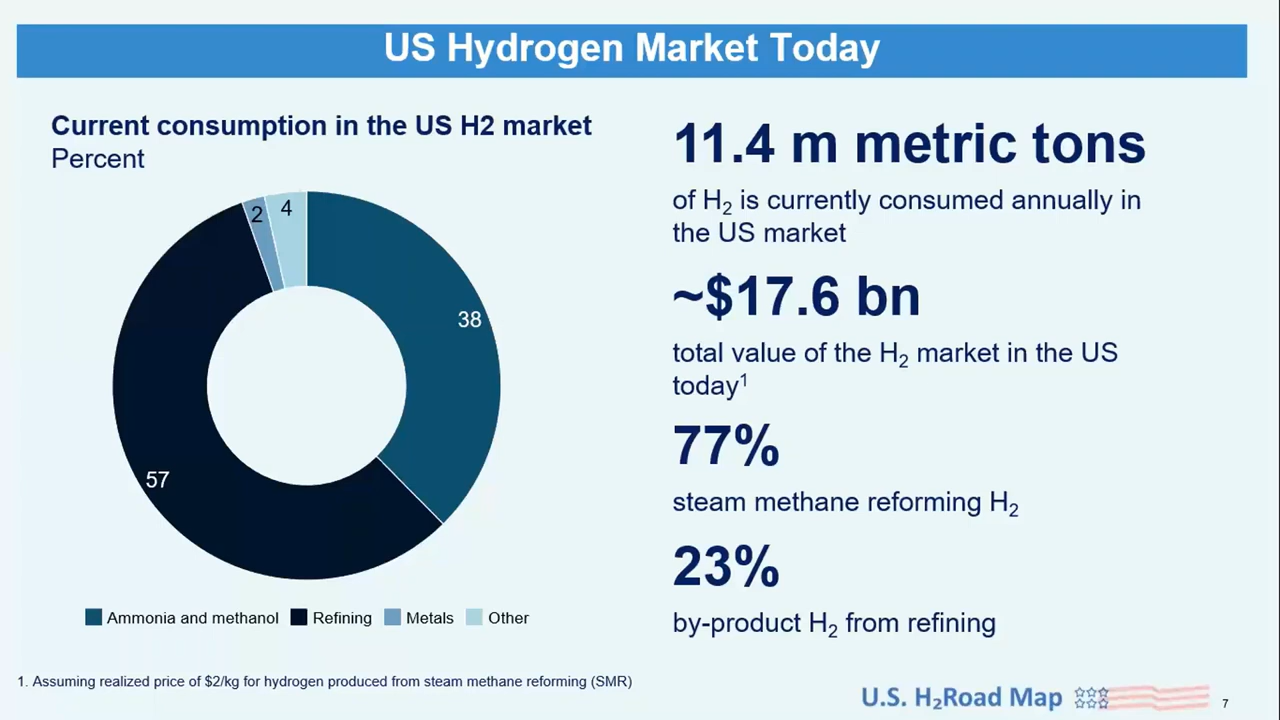 US Hydrogen Market Today
Current consumption in the US H2 market
Percent
2
4
38
57
Ammonia and methanol
Refining
Metals
Other
11.4 m metric tons
of H₂ is currently consumed annually in
the US market
~$17.6 bn
total value of the H₂ market in the US
today¹
77%
steam methane reforming H₂
23%
by-product H₂ from refining
1. Assuming realized price of $2/kg for hydrogen produced from steam methane reforming (SMR)
U.S. H₂Road Map
7